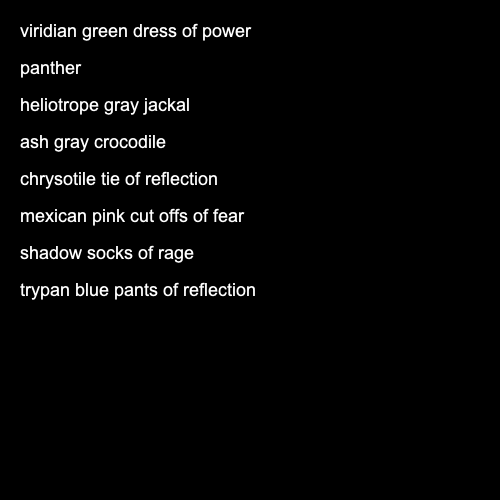 viridian green dress of power
panther
heliotrope gray jackal
ash gray crocodile
chrysotile tie of reflection
mexican pink cut offs of fear
shadow socks of rage
trypan blue pants of reflection